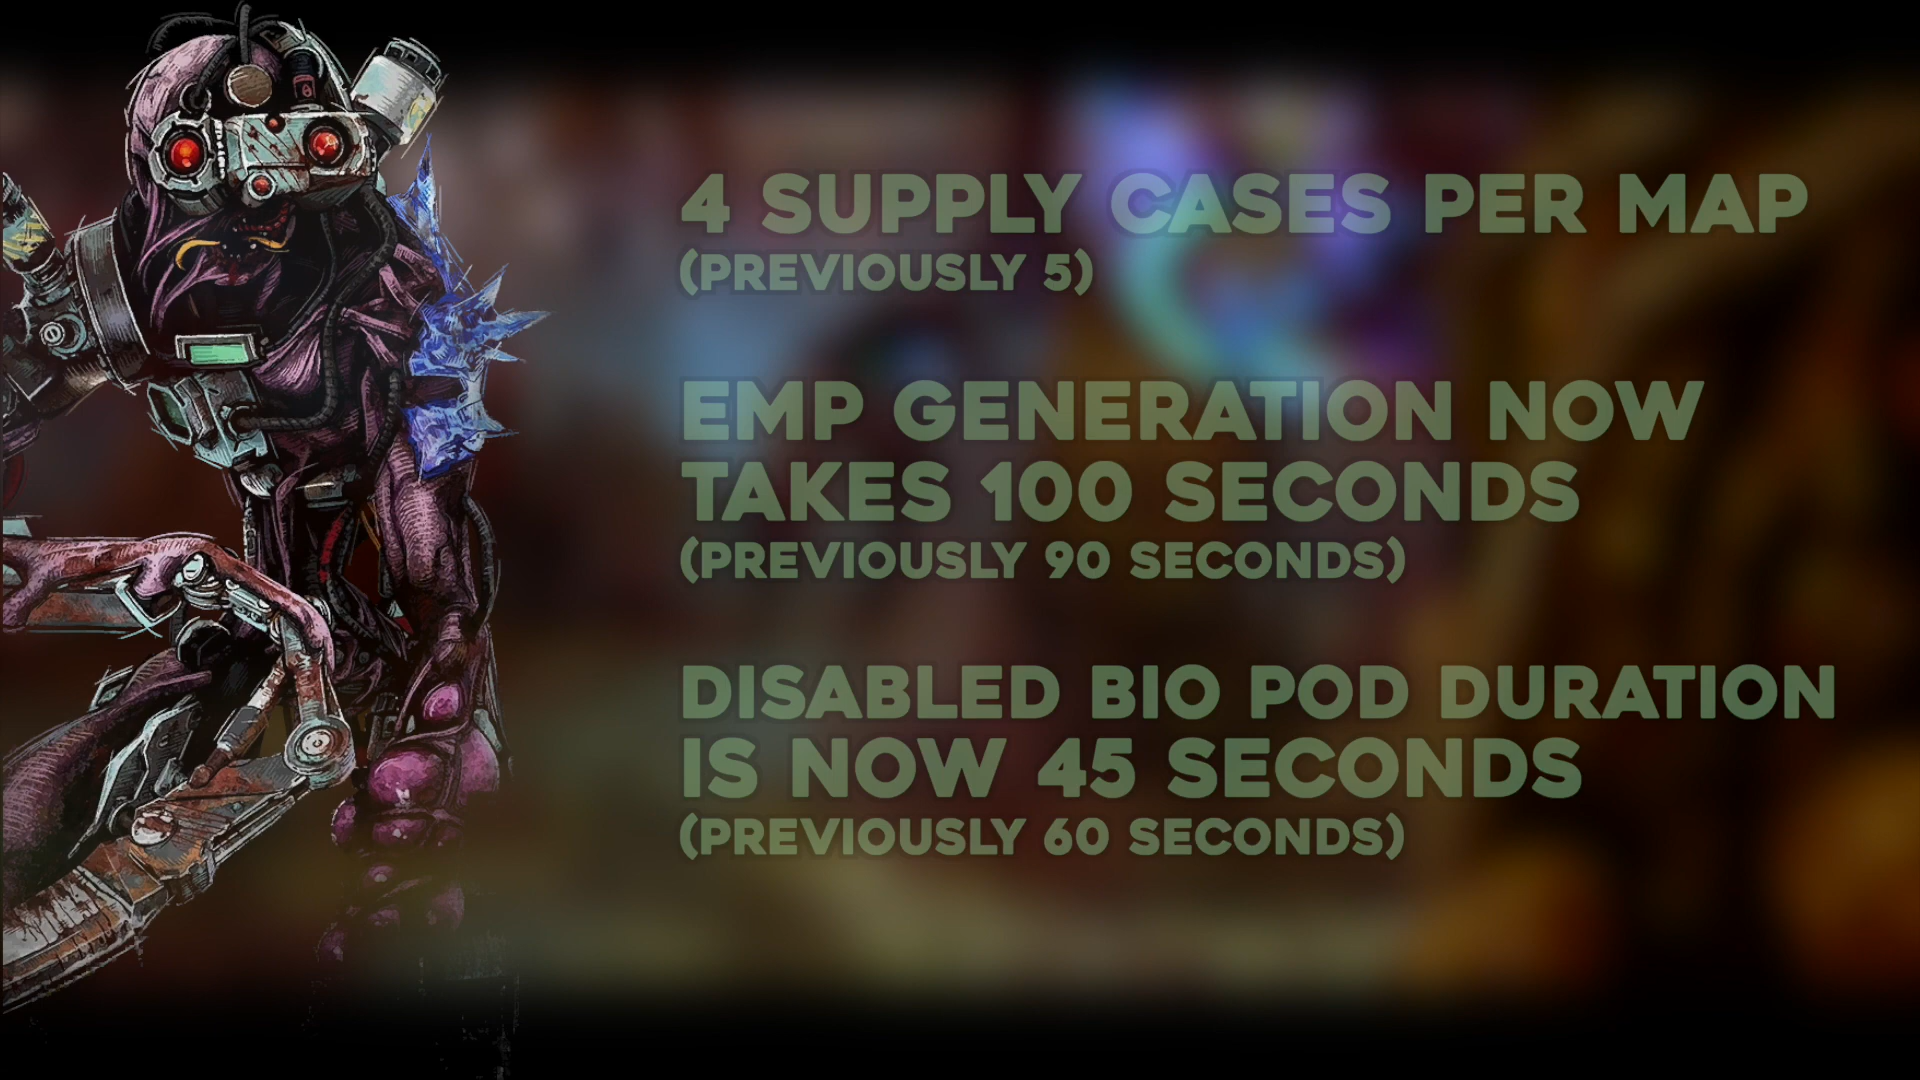 4 SUPPLY CASES PER MAP
(PREVIOUSLY 5)
EMP GENERATION NOW
TAKES 100 SECONDS
(PREVIOUSLY 90 SECONDS)
DISABLED BIO POD DURATION
IS NOW 45 SECONDS
(PREVIOUSLY 60 SECONDS)